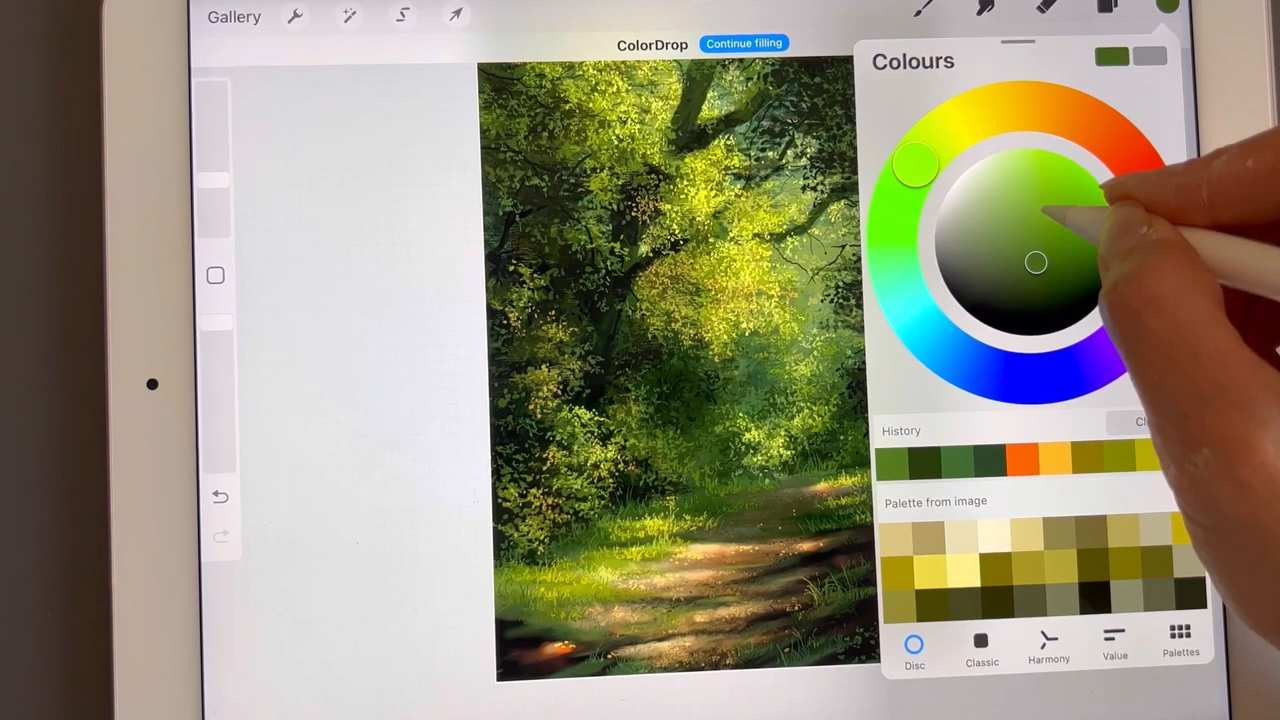 Gallery
ColorDrop Continue filling
Colours
History
Palette from image
Disc Classic Harmony Value Palettes